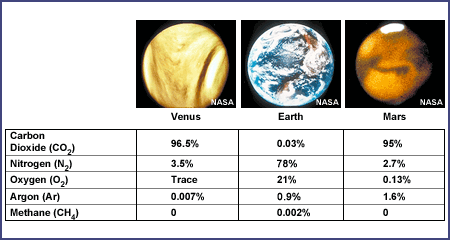 NASA NASA NASA
Venus Earth Mars
Carbon
Dioxide (CO2) 96.5% 0.03% 95%
Nitrogen (N2) 3.5% 78% 2.7%
Oxygen (O2) Trace 21% 0.13%
Argon (Ar) 0.007% 0.9% 1.6%
Methane (CH4) 0 0.002% 0